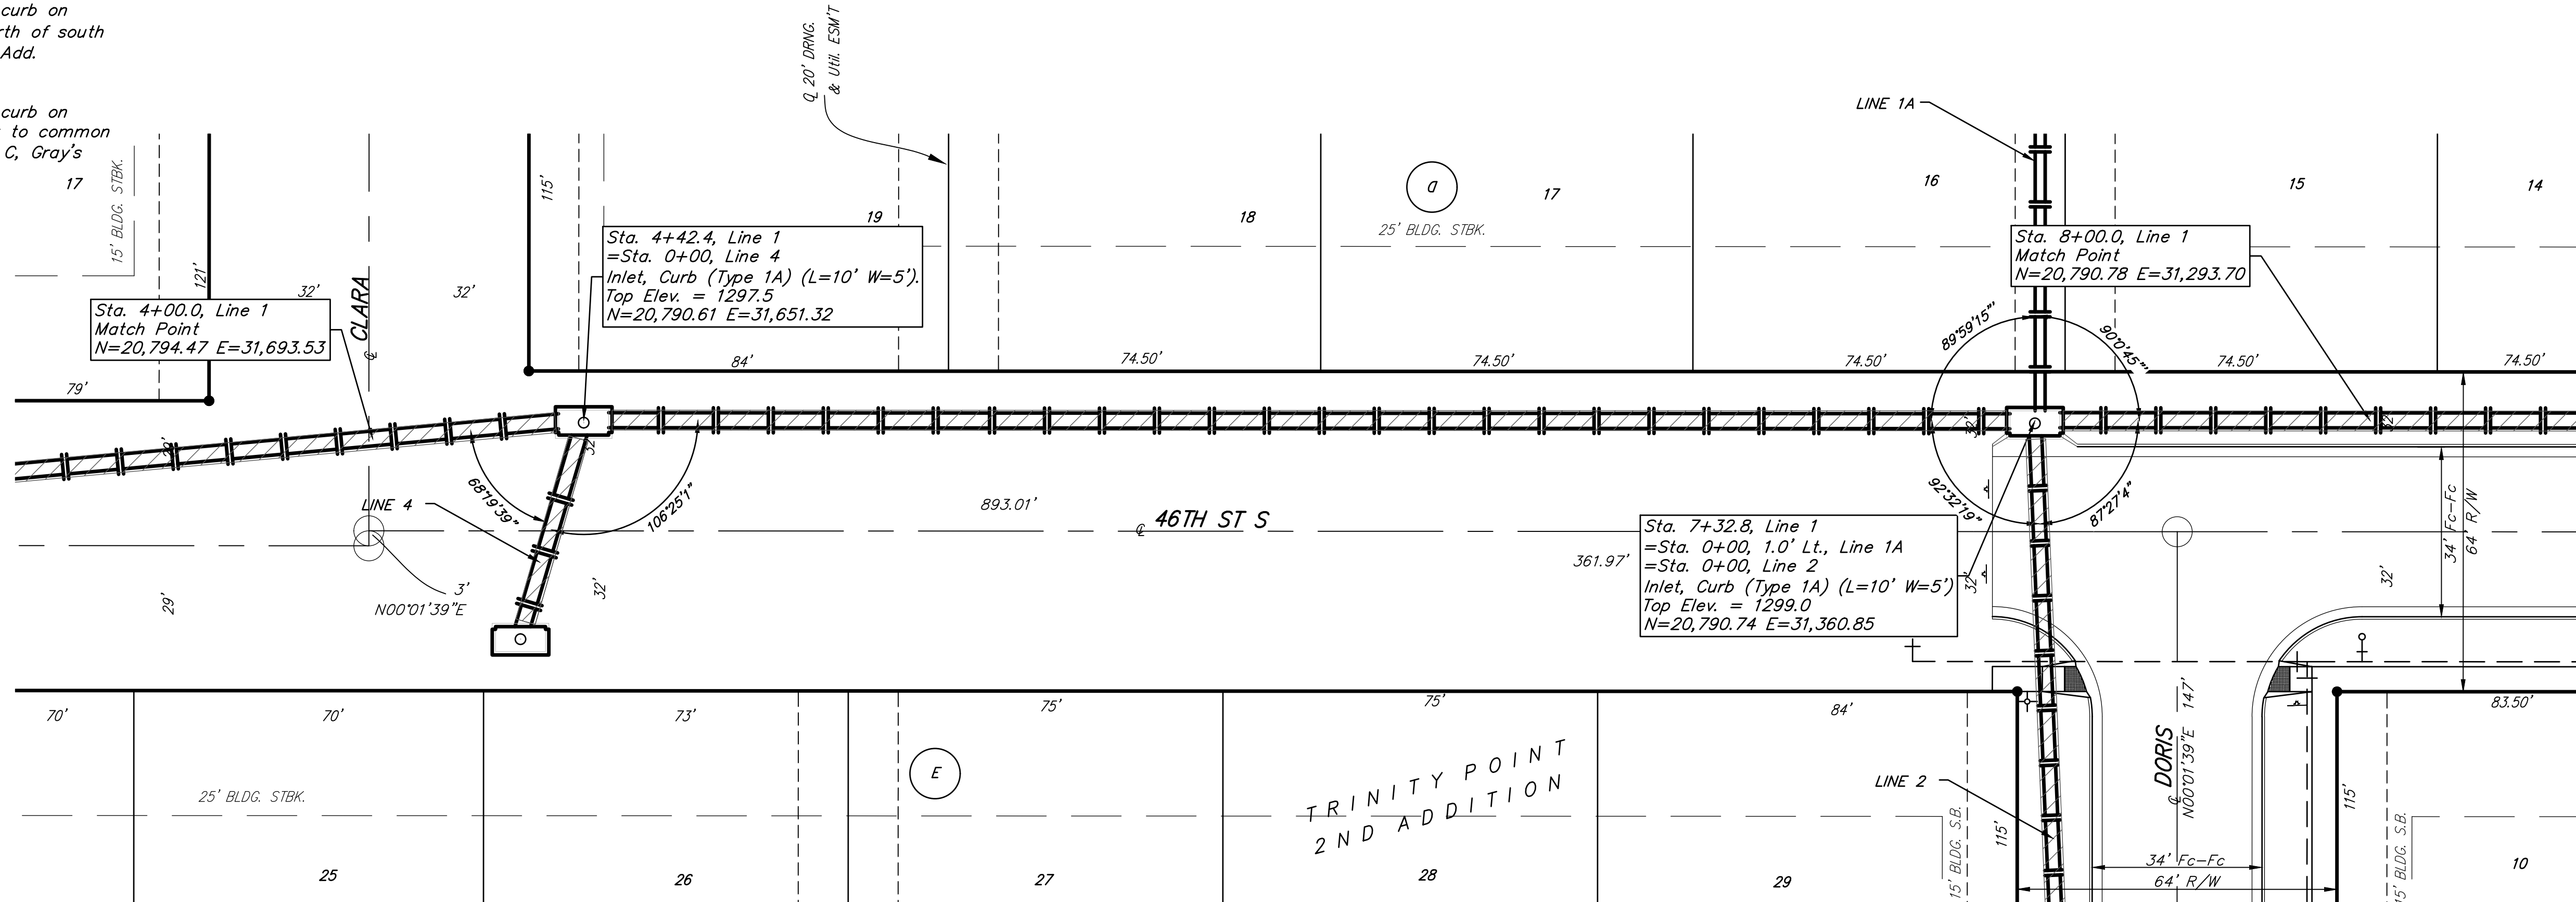 curb on
rth of south
Add.
curb on
to common
C, Gray's
17
15' BLDG. STBK.
121'
32'
CLARA
32'
115'
℄ 20' DRNG.
& Util. ESM'T
19
18
17
16
15
14
a
25' BLDG. STBK.
LINE 1A
Sta. 4+00.0, Line 1
Match Point
N=20,794.47 E=31,693.53
Sta. 4+42.4, Line 1
=Sta. 0+00, Line 4
Inlet, Curb (Type 1A) (L=10' W=5').
Top Elev. = 1297.5
N=20,790.61 E=31,651.32
Sta. 8+00.0, Line 1
Match Point
N=20,790.78 E=31,293.70
℄
79'
84'
74.50'
74.50'
74.50'
74.50'
74.50'
89°59'15"
90°0'45"
29'
32'
32'
32'
68°19'39"
106°25'1"
92°32'19"
87°27'4"
LINE 4
893.01'
℄ 46TH ST S
361.97'
Sta. 7+32.8, Line 1
=Sta. 0+00, 1.0' Lt., Line 1A
=Sta. 0+00, Line 2
Inlet, Curb (Type 1A) (L=10' W=5')
Top Elev. = 1299.0
N=20,790.74 E=31,360.85
32'
32'
34' Fc-Fc
64' R/W
3'
N00°01'39"E
29'
32'
70'
70'
73'
75'
75'
84'
83.50'
E
TRINITY POINT
2ND ADDITION
25' BLDG. STBK.
LINE 2
℄ DORIS
N00°01'39"E 147'
115'
115'
15' BLDG. S.B.
15' BLDG. S.B.
34' Fc-Fc
64' R/W
25
26
27
28
29
10